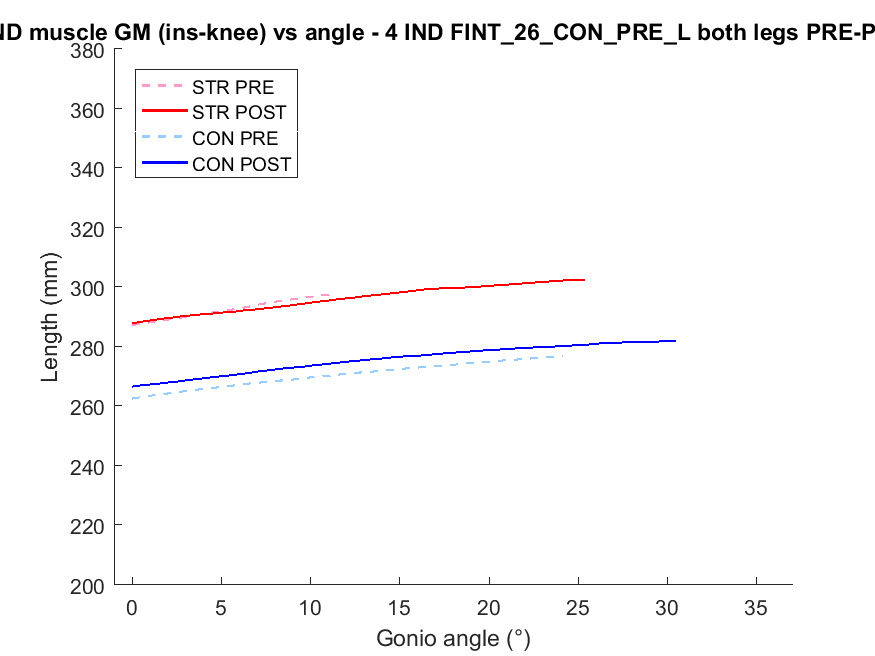 ND muscle GM (ins-knee) vs angle - 4 IND FINT_26_CON_PRE_L both legs PRE-P
STR PRE
STR POST
CON PRE
CON POST
380
360
340
320
300
280
260
240
220
200
Length (mm)
0 5 10 15 20 25 30 35
Gonio angle (°)